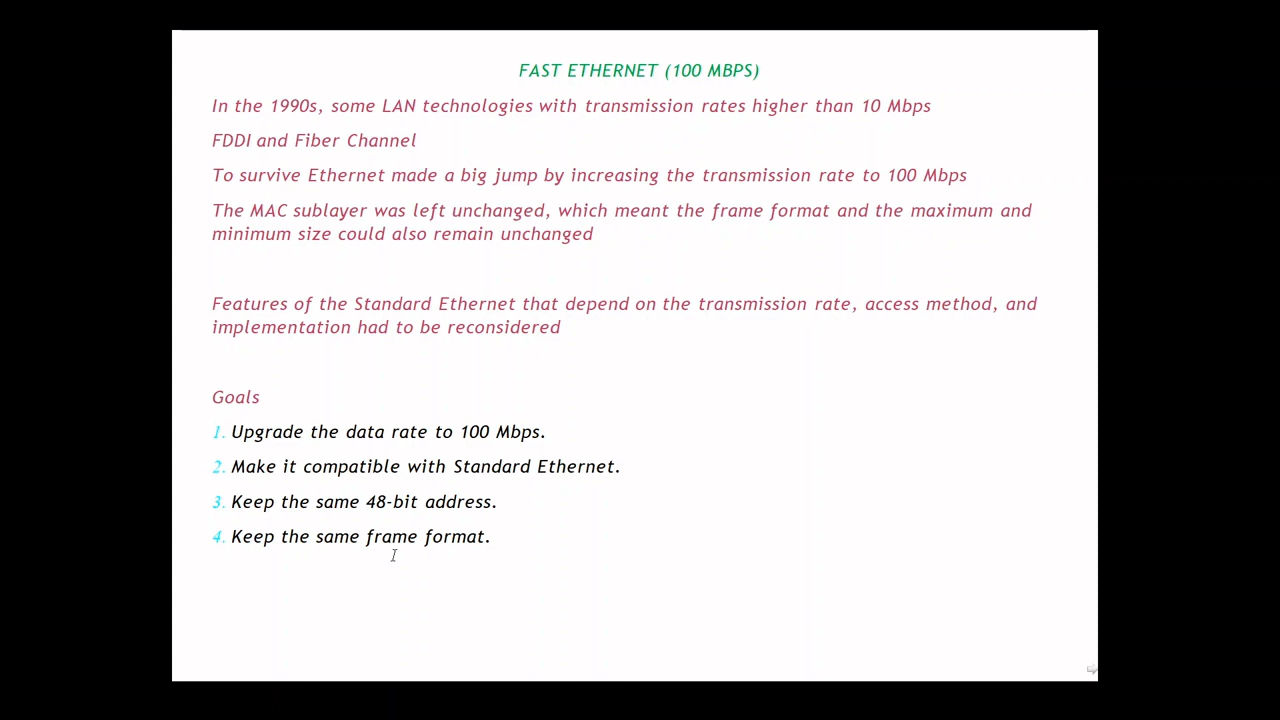 FAST ETHERNET (100 MBPS)
In the 1990s, some LAN technologies with transmission rates higher than 10 Mbps
FDDI and Fiber Channel
To survive Ethernet made a big jump by increasing the transmission rate to 100 Mbps
The MAC sublayer was left unchanged, which meant the frame format and the maximum and
minimum size could also remain unchanged
Features of the Standard Ethernet that depend on the transmission rate, access method, and
implementation had to be reconsidered
Goals
1. Upgrade the data rate to 100 Mbps.
2. Make it compatible with Standard Ethernet.
3. Keep the same 48-bit address.
4. Keep the same frame format.